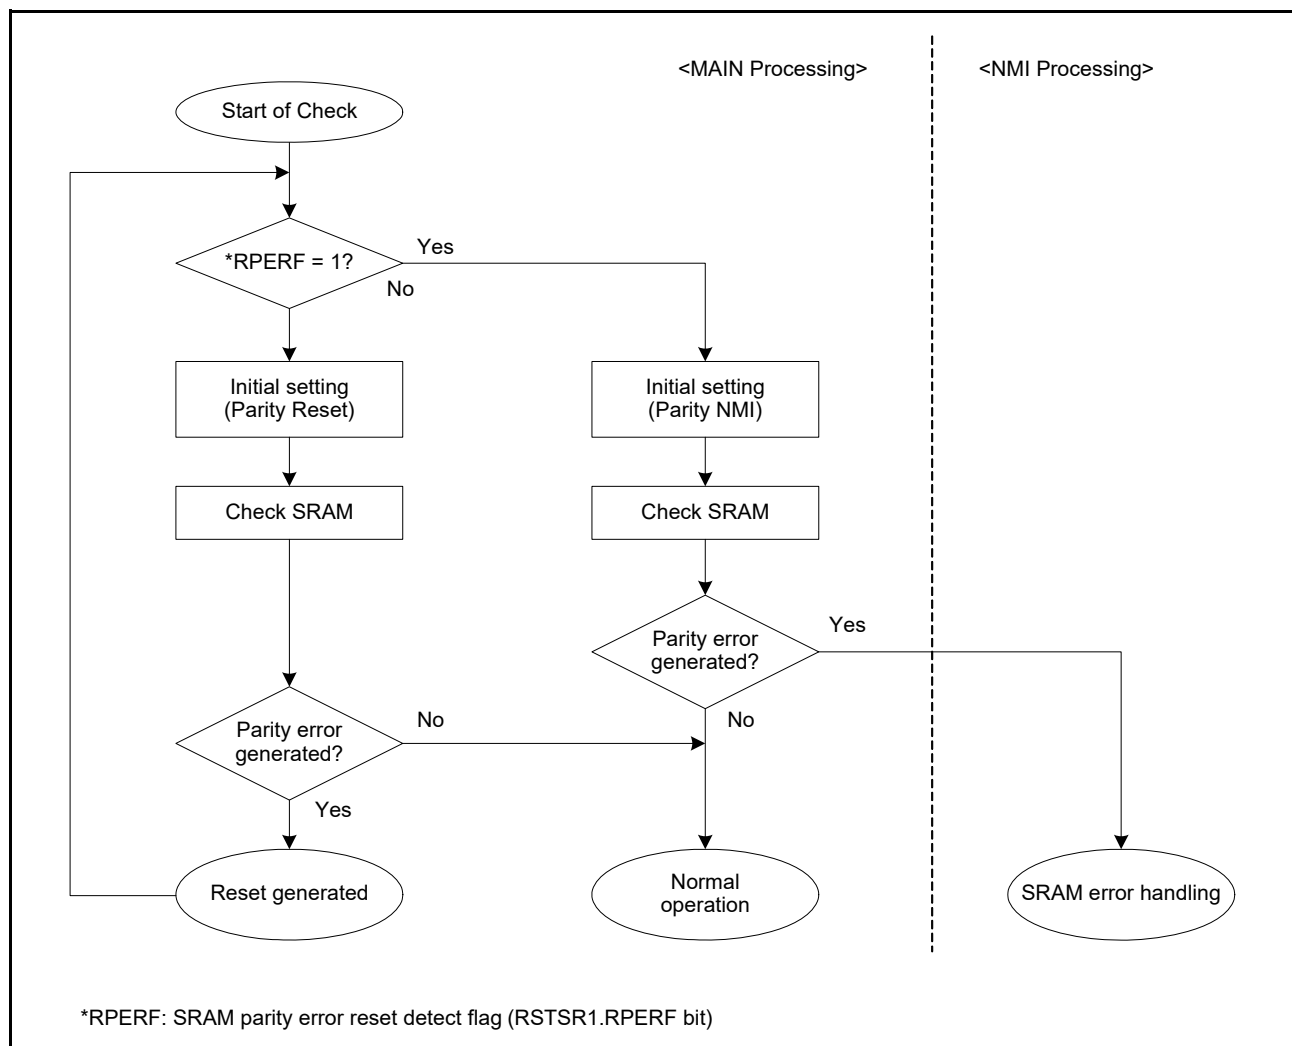 <MAIN Processing>
<NMI Processing>
Start of Check
*RPERF = 1?
Yes
No
Initial setting
(Parity Reset)
Initial setting
(Parity NMI)
Check SRAM
Check SRAM
Parity error
generated?
Yes
No
Parity error
generated?
No
Yes
Reset generated
Normal
operation
SRAM error handling
*RPERF: SRAM parity error reset detect flag (RSTSR1.RPERF bit)